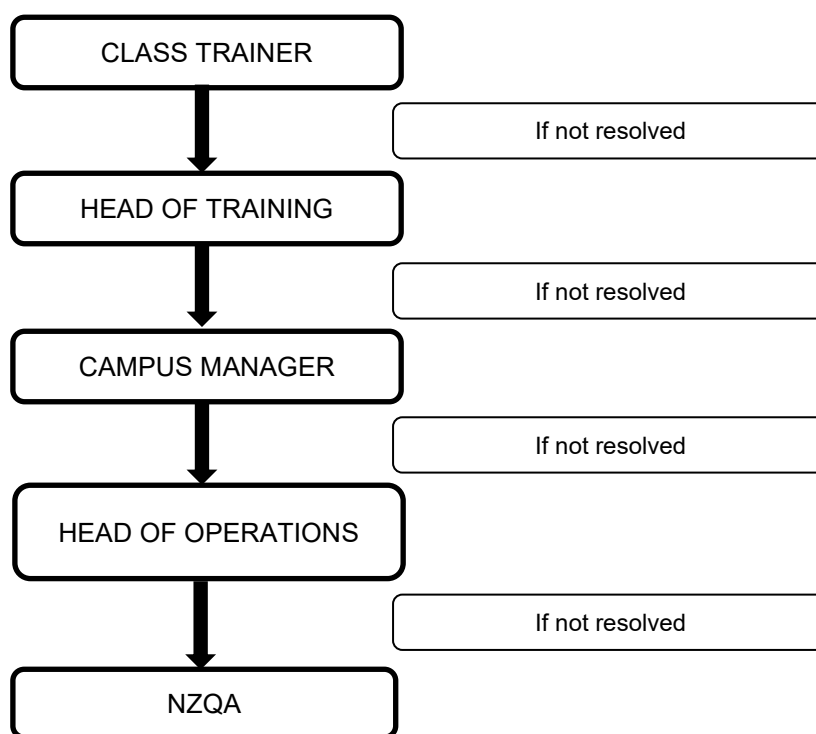 CLASS TRAINER
If not resolved
HEAD OF TRAINING
If not resolved
CAMPUS MANAGER
If not resolved
HEAD OF OPERATIONS
If not resolved
NZQA